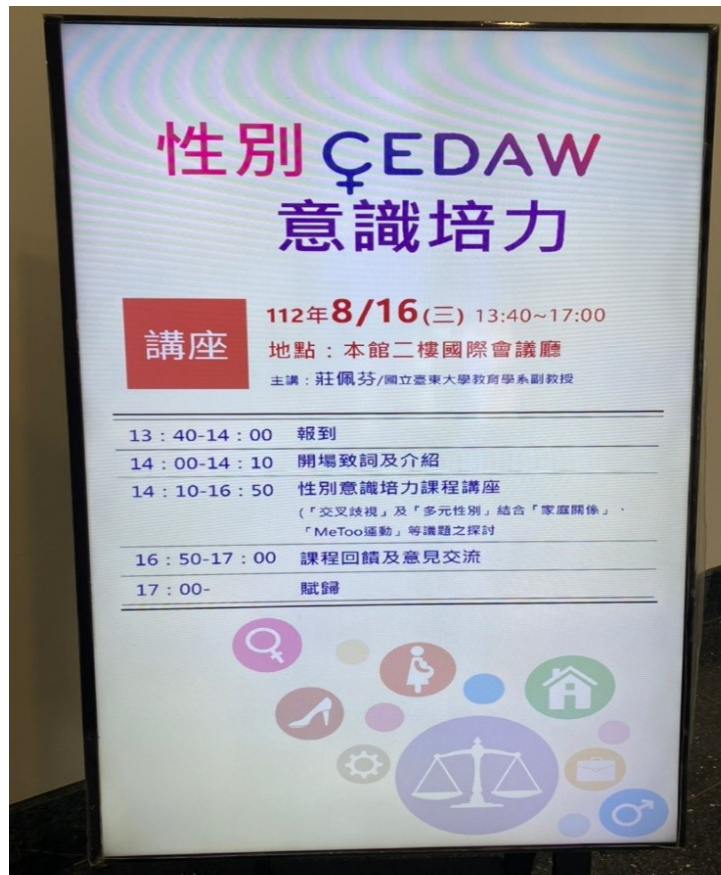 性別CEDAW
意識培力
講座
112年8/16(三) 13:40~17:00
地點：本館二樓國際會議廳
主講：莊佩芬/國立臺東大學教育學系副教授
13：40-14：00 報到
14：00-14：10 開場致詞及介紹
14：10-16：50 性別意識培力課程講座
(「交叉歧視」及「多元性別」結合「家庭關係」、
「MeToo運動」等議題之探討
16：50-17：00 課程回饋及意見交流
17：00- 賦歸